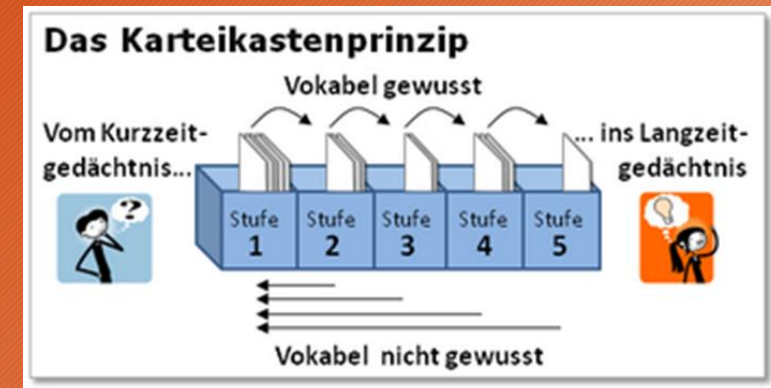 Das Karteikastenprinzip
Vokabel gewusst
Vom Kurzzeit-
gedächtnis...
... ins Langzeit-
gedächtnis
?
Stufe
1
Stufe
2
Stufe
3
Stufe
4
Stufe
5
Vokabel nicht gewusst